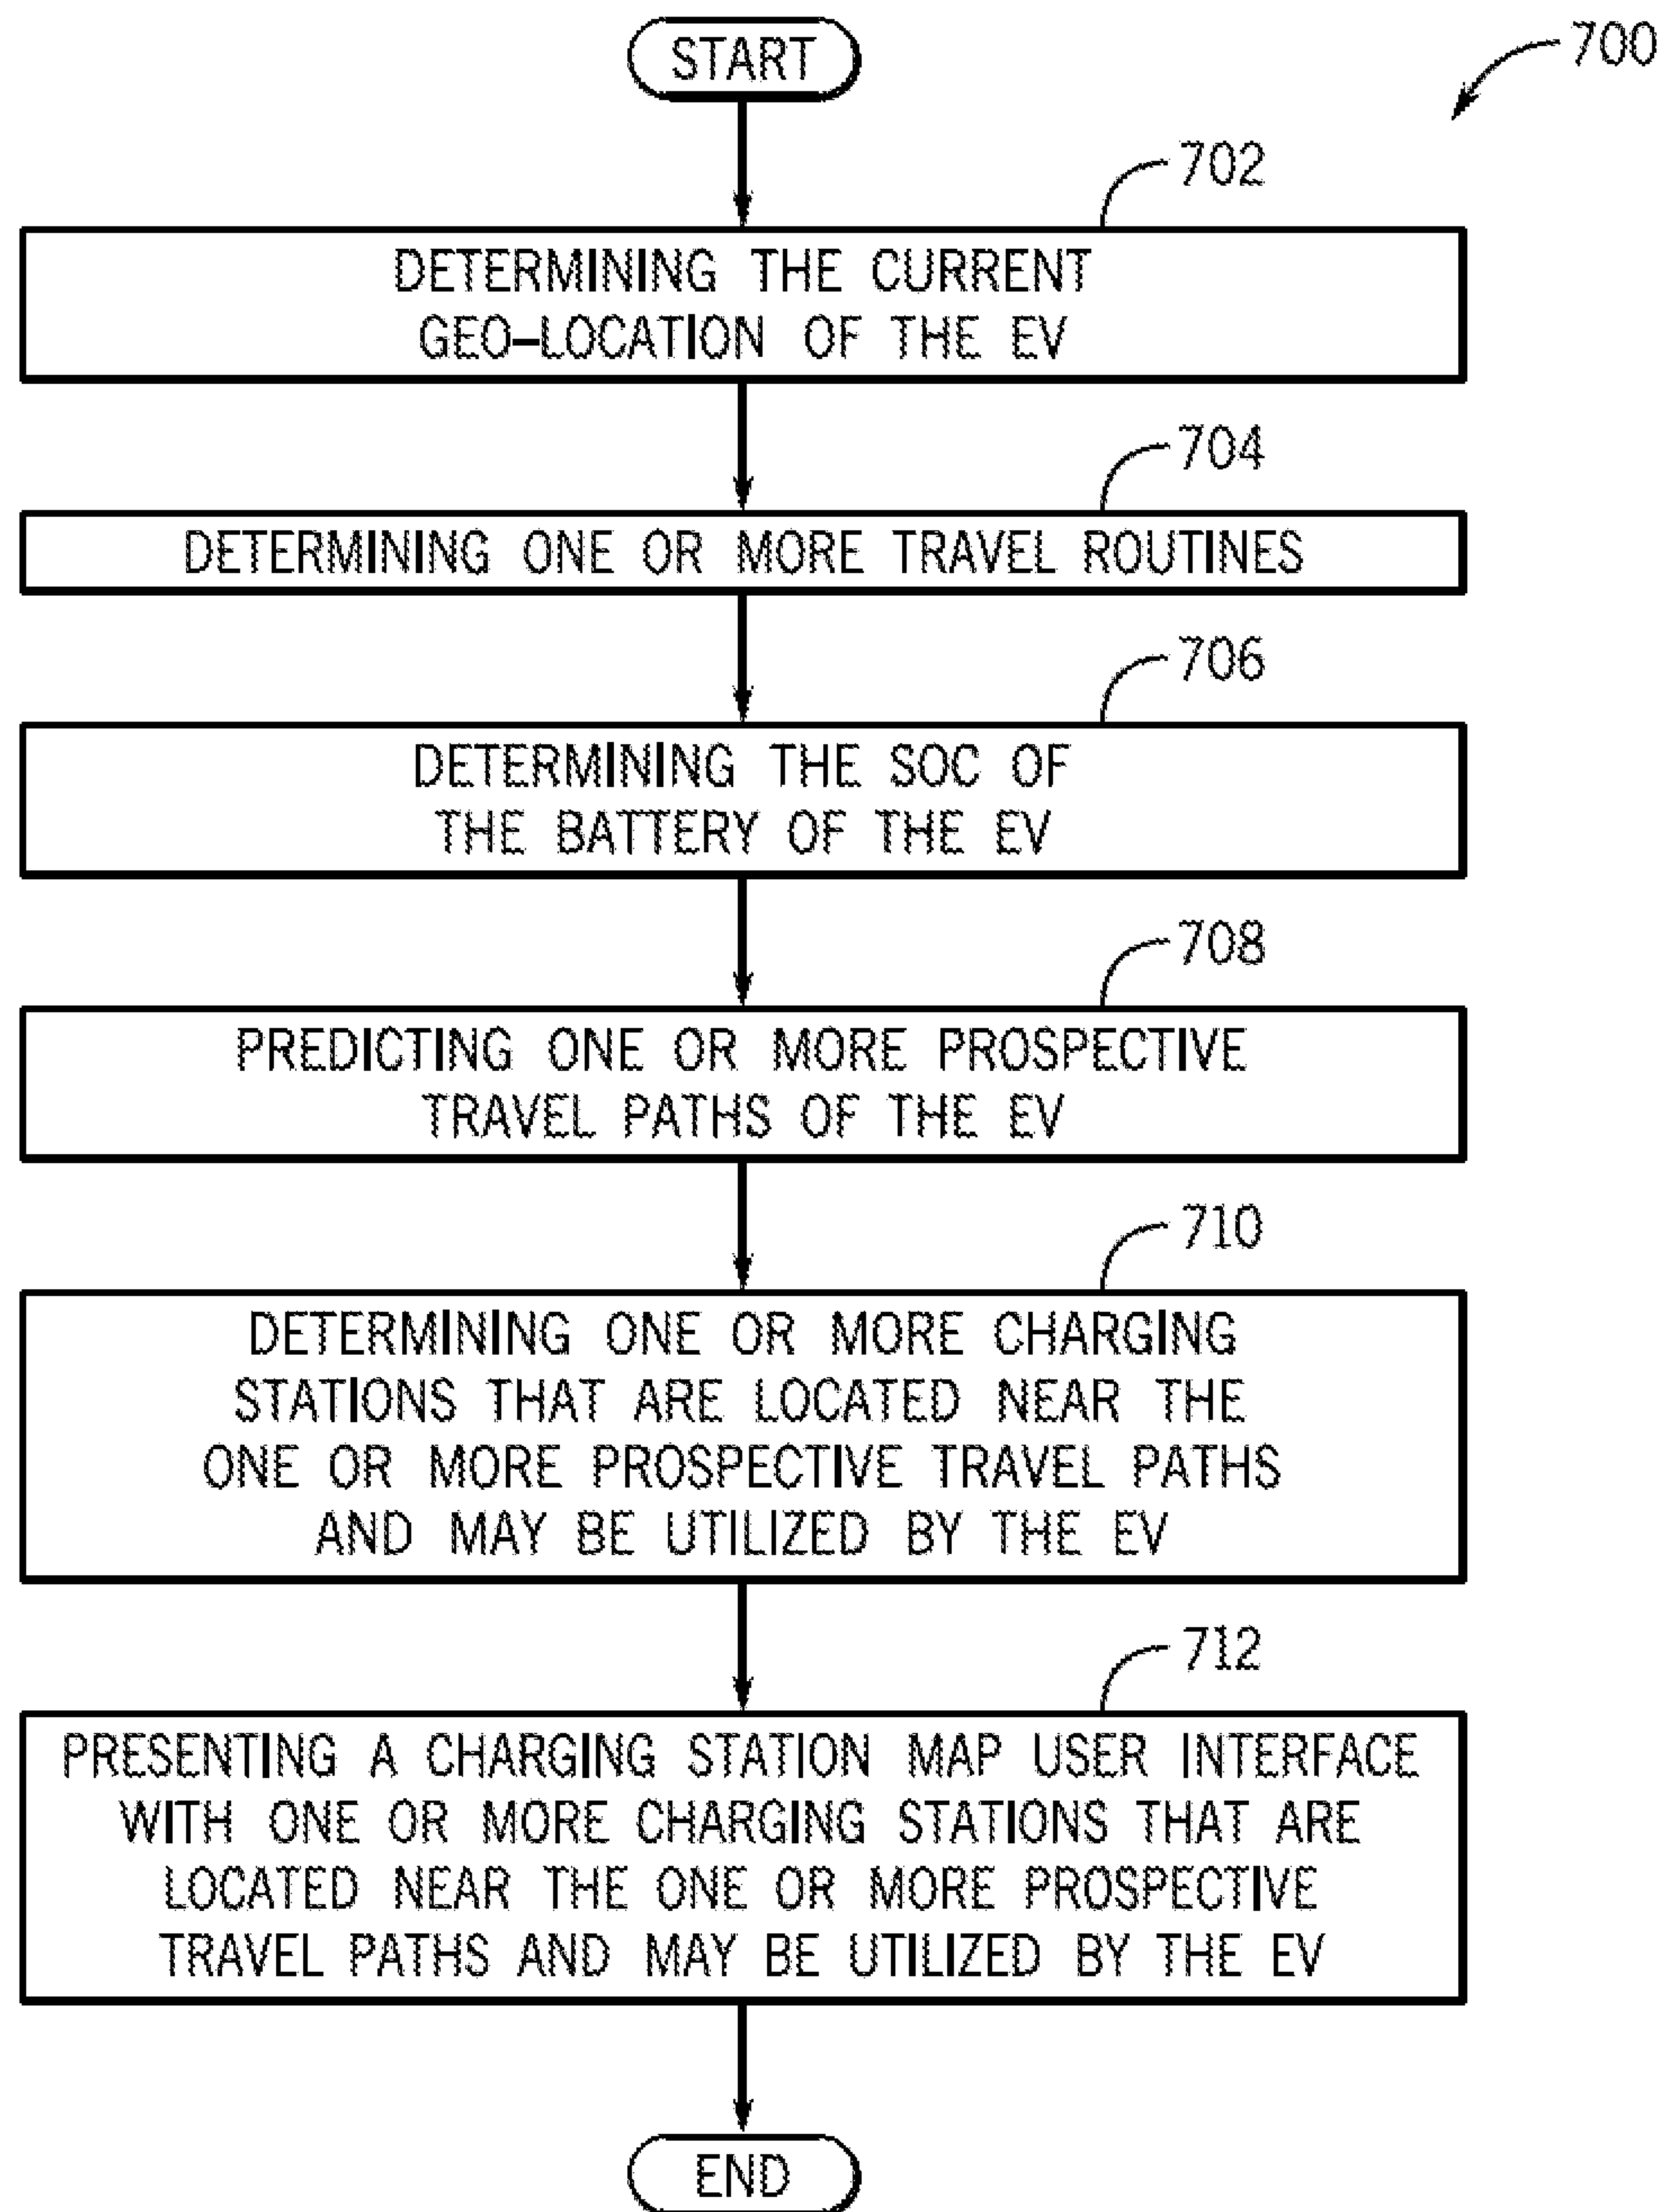 START
700
702
DETERMINING THE CURRENT
GEO-LOCATION OF THE EV
704
DETERMINING ONE OR MORE TRAVEL ROUTINES
706
DETERMINING THE SOC OF
THE BATTERY OF THE EV
708
PREDICTING ONE OR MORE PROSPECTIVE
TRAVEL PATHS OF THE EV
710
DETERMINING ONE OR MORE CHARGING
STATIONS THAT ARE LOCATED NEAR THE
ONE OR MORE PROSPECTIVE TRAVEL PATHS
AND MAY BE UTILIZED BY THE EV
712
PRESENTING A CHARGING STATION MAP USER INTERFACE
WITH ONE OR MORE CHARGING STATIONS THAT ARE
LOCATED NEAR THE ONE OR MORE PROSPECTIVE
TRAVEL PATHS AND MAY BE UTILIZED BY THE EV
END